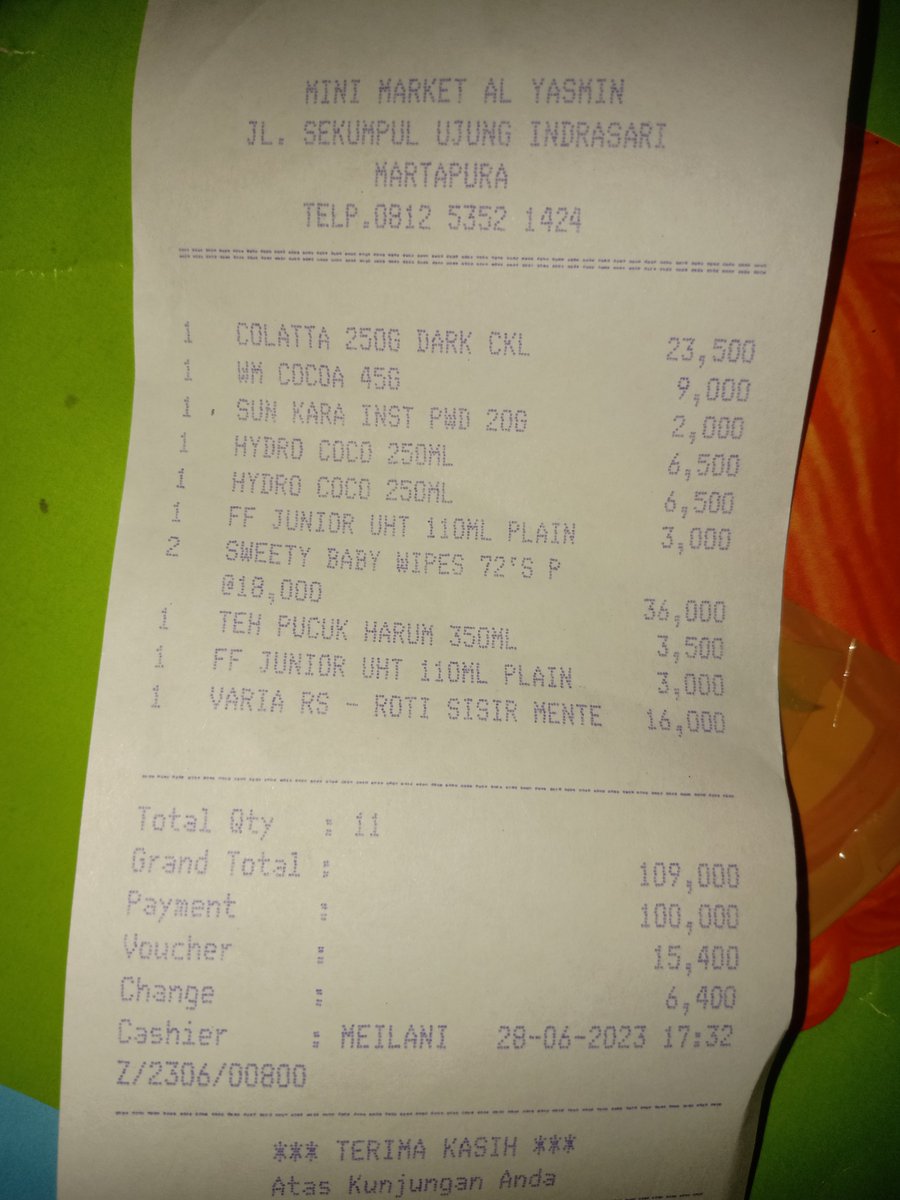 MINI MARKET AL YASMIN
JL. SEKUMPUL UJUNG INDRASARI
MARTAPURA
TELP.0812 5352 1424
1 COLATTA 250G DARK CKL 23,500
1 WM COCOA 45G 9,000
1 SUN KARA INST PWD 20G 2,000
1 HYDRO COCO 250ML 6,500
1 HYDRO COCO 250ML 6,500
1 FF JUNIOR UHT 110ML PLAIN 3,000
2 SWEETY BABY WIPES 72'S P
@18,000 36,000
1 TEH PUCUK HARUM 350ML 3,500
1 FF JUNIOR UHT 110ML PLAIN 3,000
1 VARIA RS - ROTI SISIR MENTE 16,000
Total Qty : 11
Grand Total : 109,000
Payment : 100,000
Voucher : 15,400
Change : 6,400
Cashier : MEILANI 28-06-2023 17:32
Z/2306/00800
*** TERIMA KASIH ***
Atas Kunjungan Anda